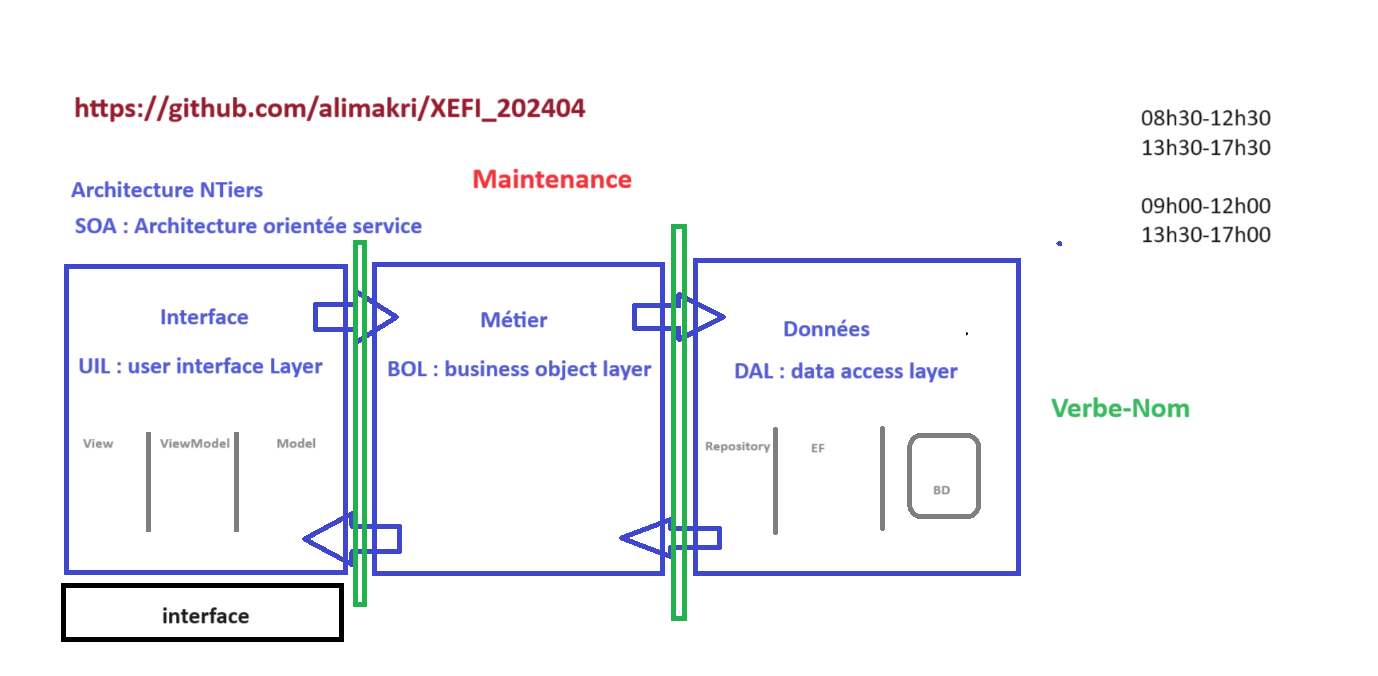 https://github.com/alimakri/XEFI_202404
08h30-12h30
13h30-17h30
Maintenance
Architecture NTiers
SOA : Architecture orientée service
09h00-12h00
13h30-17h00
Interface
UIL : user interface Layer
View
ViewModel
Model
Métier
BOL : business object layer
Données
DAL : data access layer
Repository
EF
BD
Verbe-Nom
interface